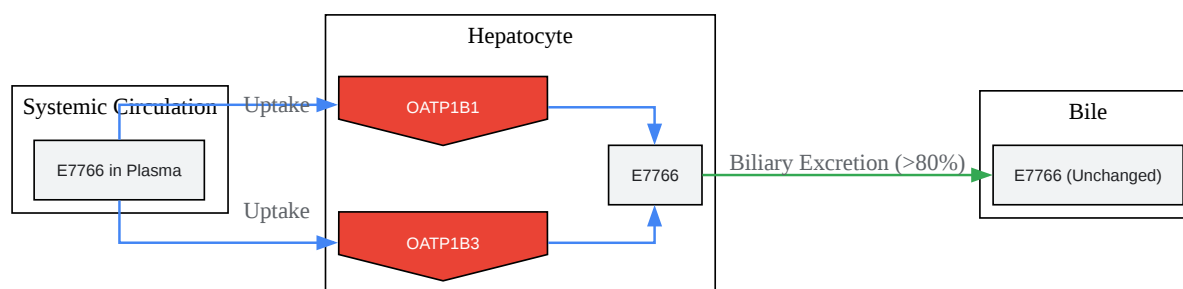 Hepatocyte
Systemic Circulation
Uptake
OATP1B1
E7766 in Plasma
Bile
E7766
Biliary Excretion (>80%)
E7766 (Unchanged)
Uptake
OATP1B3